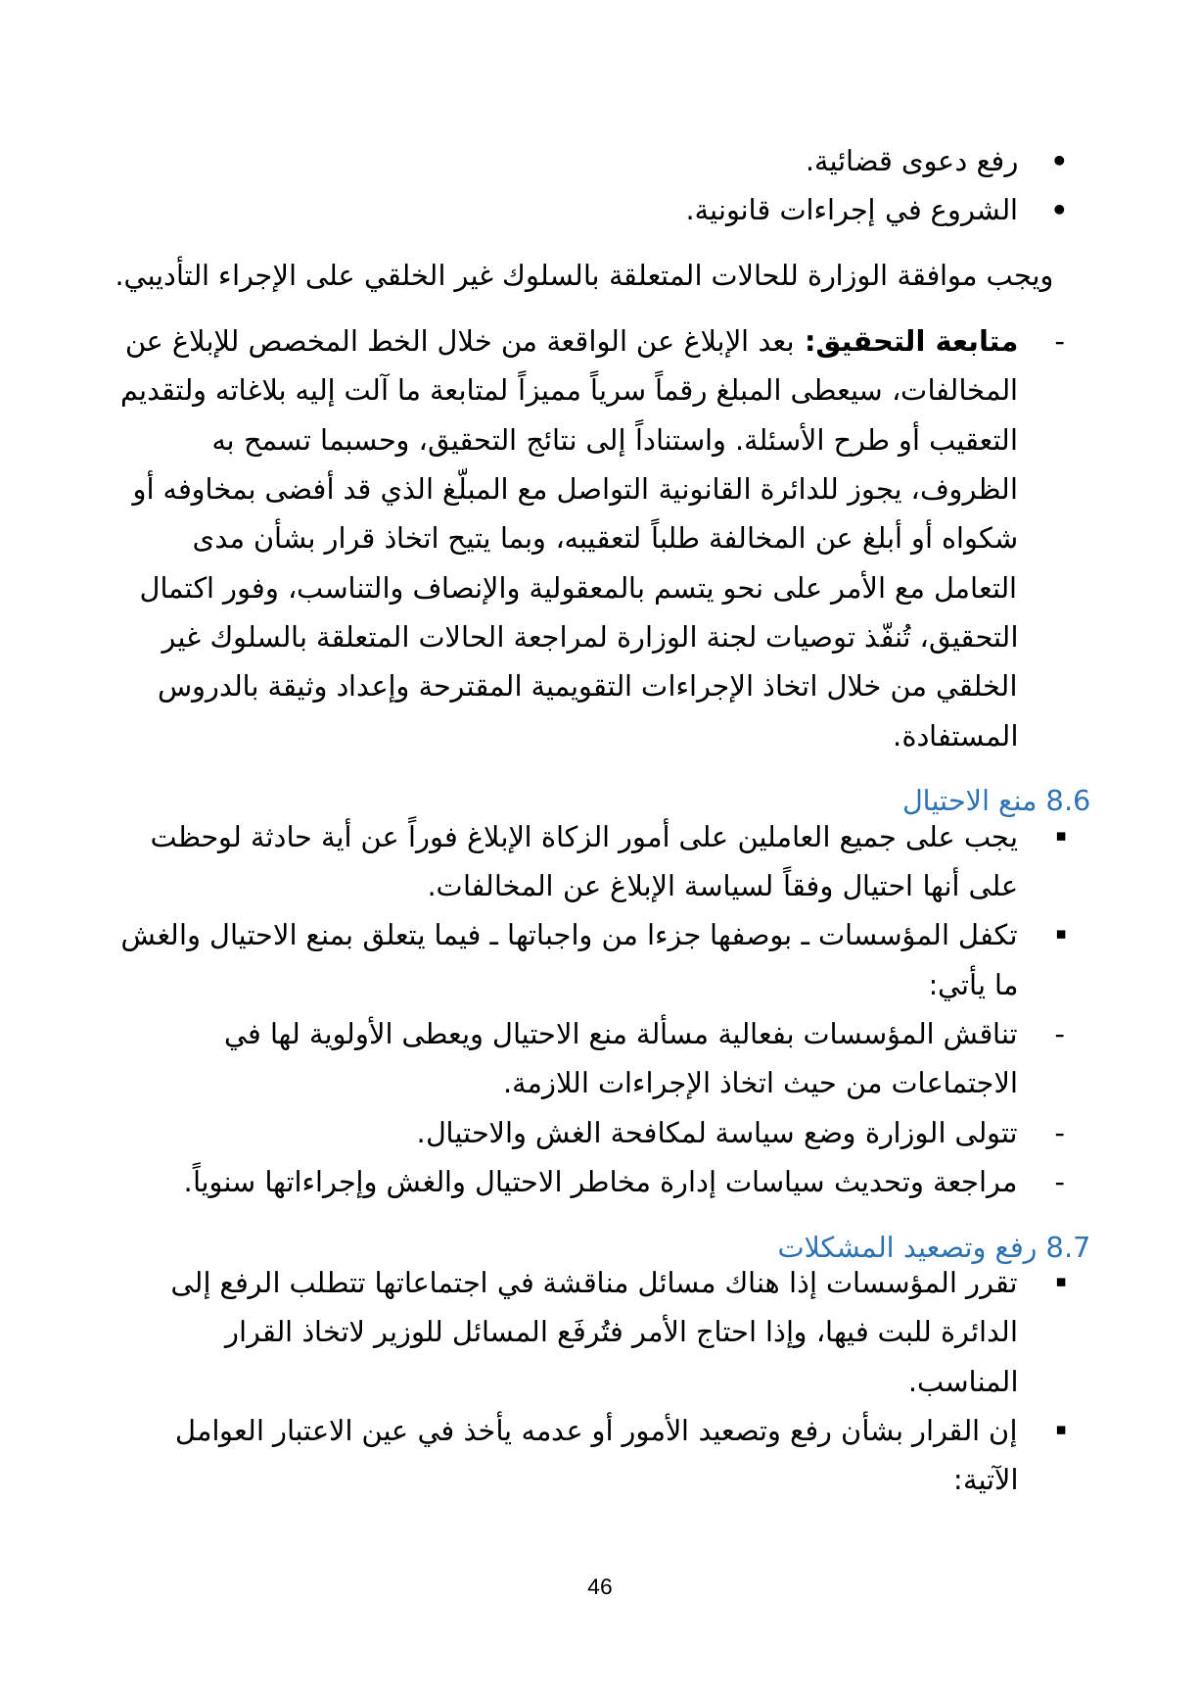 • رفع دعوى قضائية.
• الشروع في إجراءات قانونية.
ويجب موافقة الوزارة للحالات المتعلقة بالسلوك غير الخلقي على الإجراء التأديبي.
- متابعة التحقيق: بعد الإبلاغ عن الواقعة من خلال الخط المخصص للإبلاغ عن
المخالفات، سيعطى المبلغ رقماً سرياً مميزاً لمتابعة ما آلت إليه بلاغاته ولتقديم
التعقيب أو طرح الأسئلة. واستناداً إلى نتائج التحقيق، وحسبما تسمح به
الظروف، يجوز للدائرة القانونية التواصل مع المبلّغ الذي قد أفضى بمخاوفه أو
شكواه أو أبلغ عن المخالفة طلباً لتعقيبه، وبما يتيح اتخاذ قرار بشأن مدى
التعامل مع الأمر على نحو يتسم بالمعقولية والإنصاف والتناسب، وفور اكتمال
التحقيق، تُنفّذ توصيات لجنة الوزارة لمراجعة الحالات المتعلقة بالسلوك غير
الخلقي من خلال اتخاذ الإجراءات التقويمية المقترحة وإعداد وثيقة بالدروس
المستفادة.
8.6 منع الاحتيال
▪ يجب على جميع العاملين على أمور الزكاة الإبلاغ فوراً عن أية حادثة لوحظت
على أنها احتيال وفقاً لسياسة الإبلاغ عن المخالفات.
▪ تكفل المؤسسات ـ بوصفها جزءا من واجباتها ـ فيما يتعلق بمنع الاحتيال والغش
ما يأتي:
- تناقش المؤسسات بفعالية مسألة منع الاحتيال ويعطى الأولوية لها في
الاجتماعات من حيث اتخاذ الإجراءات اللازمة.
- تتولى الوزارة وضع سياسة لمكافحة الغش والاحتيال.
- مراجعة وتحديث سياسات إدارة مخاطر الاحتيال والغش وإجراءاتها سنوياً.
8.7 رفع وتصعيد المشكلات
▪ تقرر المؤسسات إذا هناك مسائل مناقشة في اجتماعاتها تتطلب الرفع إلى
الدائرة للبت فيها، وإذا احتاج الأمر فتُرفَع المسائل للوزير لاتخاذ القرار
المناسب.
▪ إن القرار بشأن رفع وتصعيد الأمور أو عدمه يأخذ في عين الاعتبار العوامل
الآتية:
46